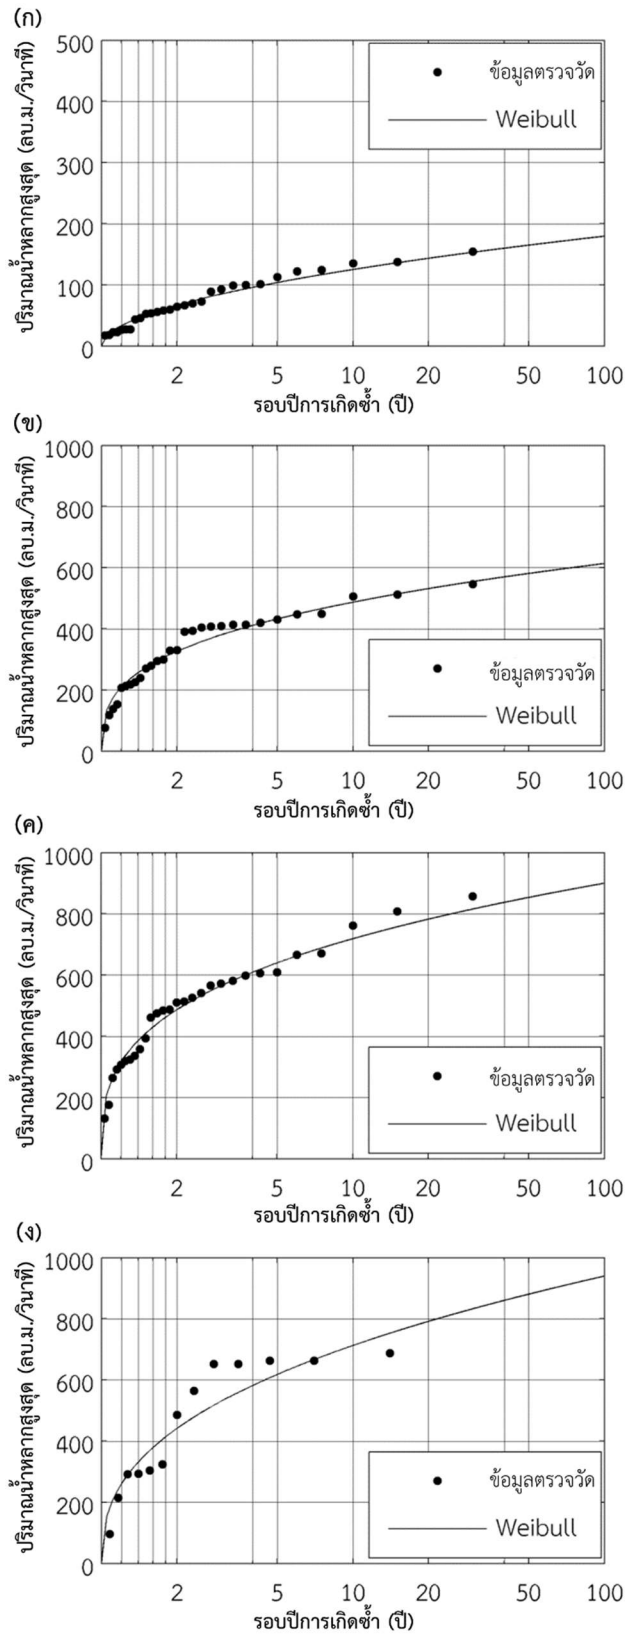 (ก)
ปริมาณน้ำหลากสูงสุด (ลบ.ม./วินาที)
500
400
300
200
100
0
ข้อมูลตรวจวัด
Weibull
2 5 10 20 50 100
รอบปีการเกิดซ้ำ (ปี)
(ข)
ปริมาณน้ำหลากสูงสุด (ลบ.ม./วินาที)
1000
800
600
400
200
0
ข้อมูลตรวจวัด
Weibull
2 5 10 20 50 100
รอบปีการเกิดซ้ำ (ปี)
(ค)
ปริมาณน้ำหลากสูงสุด (ลบ.ม./วินาที)
1000
800
600
400
200
0
ข้อมูลตรวจวัด
Weibull
2 5 10 20 50 100
รอบปีการเกิดซ้ำ (ปี)
(ง)
ปริมาณน้ำหลากสูงสุด (ลบ.ม./วินาที)
1000
800
600
400
200
0
ข้อมูลตรวจวัด
Weibull
2 5 10 20 50 100
รอบปีการเกิดซ้ำ (ปี)